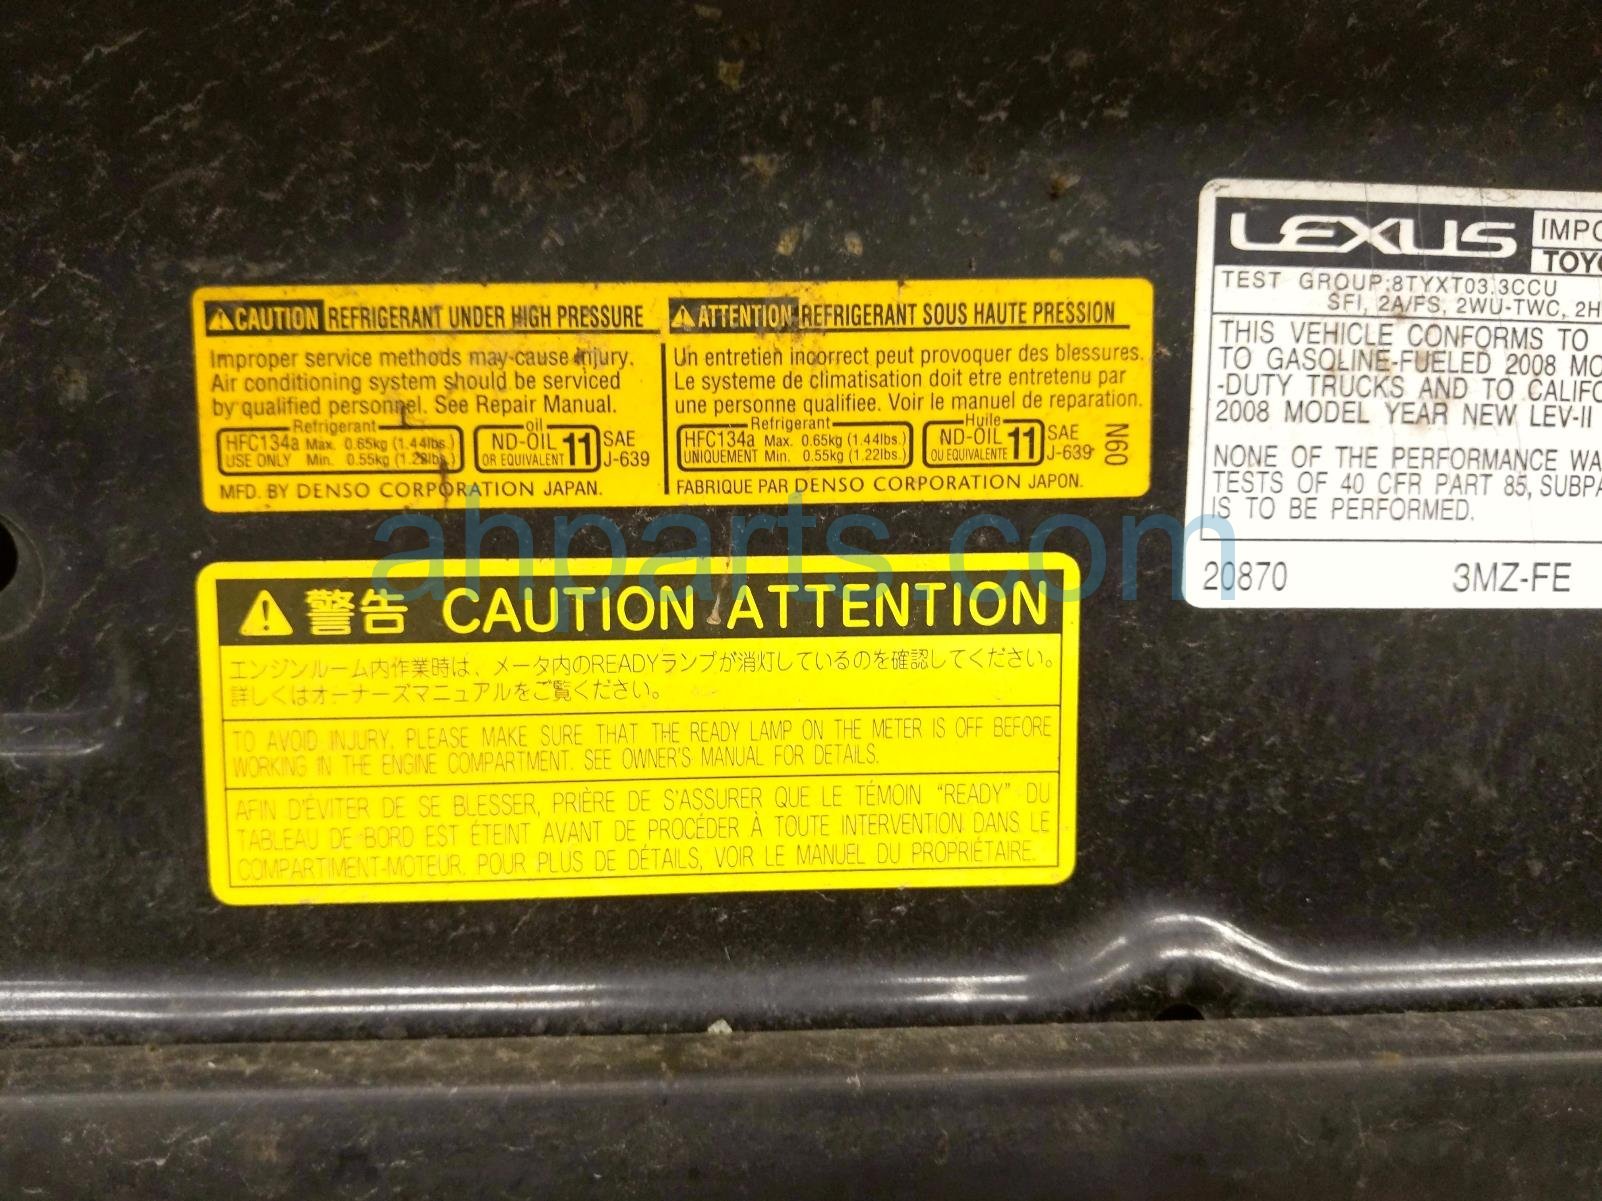 CAUTION REFRIGERANT UNDER HIGH PRESSURE
Improper service methods may cause injury.
Air conditioning system should be serviced
by qualified personnel. See Repair Manual.
Refrigerant
HFC134a Max. 0.65kg (1.44lbs.)
USE ONLY Min. 0.55kg (1.22lbs.)
oil
ND-OIL 11
OR EQUIVALENT
SAE
J-639
MFD. BY DENSO CORPORATION JAPAN.
ATTENTION REFRIGERANT SOUS HAUTE PRESSION
Un entretien incorrect peut provoquer des blessures.
Le systeme de climatisation doit etre entretenu par
une personne qualifiee. Voir le manuel de reparation.
Refrigerant
HFC134a Max. 0.65kg (1.44lbs.)
UNIQUEMENT Min. 0.55kg (1.22lbs.)
Huile
ND-OIL 11
OU EQUIVALENTE
SAE
J-639
N60
FABRIQUE PAR DENSO CORPORATION JAPON.
LEXUS
IMPO
TOYO
TEST GROUP:8TYXT03.3CCU
SFI, 2A/FS, 2WU-TWC, 2H
THIS VEHICLE CONFORMS TO
TO GASOLINE-FUELED 2008 MO
-DUTY TRUCKS AND TO CALIFO
2008 MODEL YEAR NEW LEV-II
NONE OF THE PERFORMANCE WA
TESTS OF 40 CFR PART 85, SUBPA
IS TO BE PERFORMED.
20870 3MZ-FE
ahparts.com
警告 CAUTION ATTENTION
エンジンルーム内作業時は、メータ内のREADYランプが消灯しているのを確認してください。
詳しくはオーナーズマニュアルをご覧ください。
TO AVOID INJURY, PLEASE MAKE SURE THAT THE READY LAMP ON THE METER IS OFF BEFORE
WORKING IN THE ENGINE COMPARTMENT. SEE OWNER'S MANUAL FOR DETAILS.
AFIN D'ÉVITER DE SE BLESSER, PRIÈRE DE S'ASSURER QUE LE TÉMOIN "READY" DU
TABLEAU DE BORD EST ÉTEINT AVANT DE PROCÉDER À TOUTE INTERVENTION DANS LE
COMPARTIMENT-MOTEUR. POUR PLUS DE DÉTAILS, VOIR LE MANUEL DU PROPRIÉTAIRE.